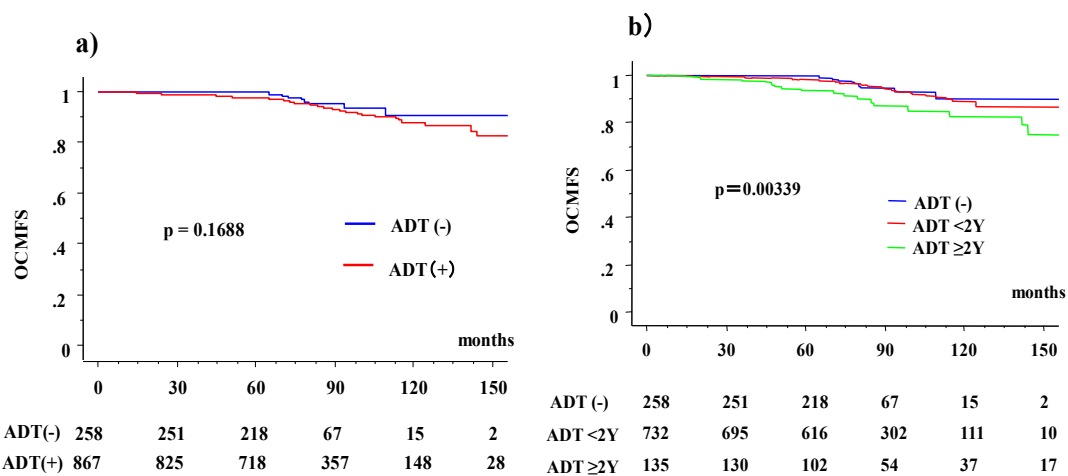 a)
1
.8
.6
.4
.2
0
OCMFS
p = 0.1688
ADT (-)
ADT(+)
months
0 30 60 90 120 150
ADT(-) 258 251 218 67 15 2
ADT(+) 867 825 718 357 148 28
b)
1
.8
.6
.4
.2
0
OCMFS
p=0.00339
ADT (-)
ADT <2Y
ADT ≥2Y
months
0 30 60 90 120 150
ADT (-) 258 251 218 67 15 2
ADT <2Y 732 695 616 302 111 10
ADT ≥2Y 135 130 102 54 37 17